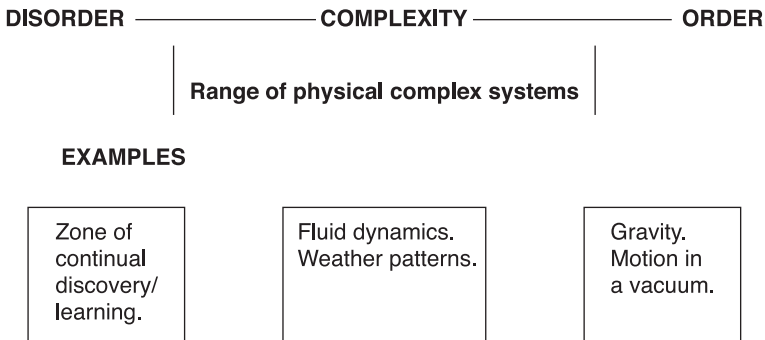 DISORDER COMPLEXITY ORDER
Range of physical complex systems
EXAMPLES
Zone of
continual
discovery/
learning.
Fluid dynamics.
Weather patterns.
Gravity.
Motion in
a vacuum.